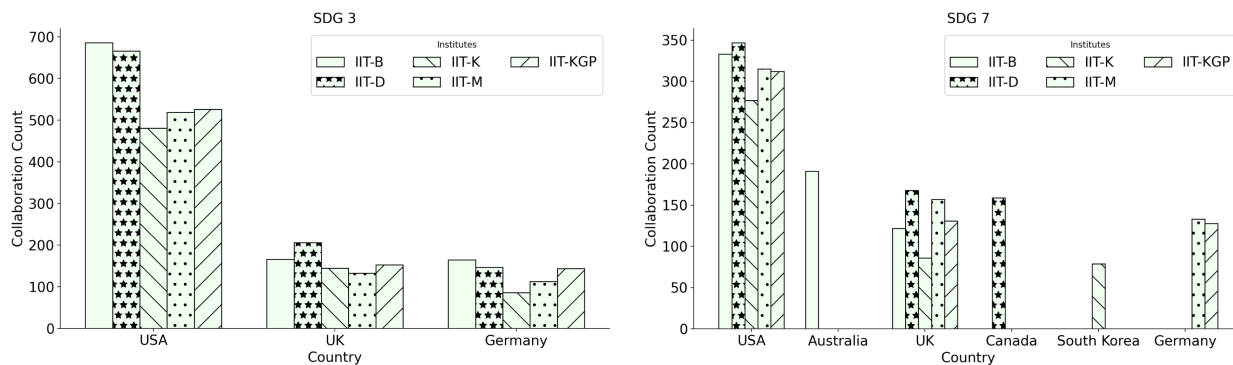 SDG 3
Institutes
IIT-B IIT-K IIT-KGP
IIT-D IIT-M
Collaboration Count
700
600
500
400
300
200
100
0
USA UK Germany
Country
SDG 7
Institutes
IIT-B IIT-K IIT-KGP
IIT-D IIT-M
Collaboration Count
350
300
250
200
150
100
50
0
USA Australia UK Canada South Korea Germany
Country